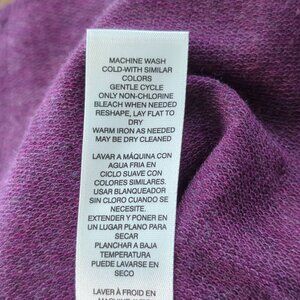 MACHINE WASH
COLD-WITH SIMILAR
COLORS
GENTLE CYCLE
ONLY NON-CHLORINE
BLEACH WHEN NEEDED
RESHAPE, LAY FLAT TO
DRY
WARM IRON AS NEEDED
MAY BE DRY CLEANED
LAVAR A MÁQUINA CON
AGUA FRIA EN
CICLO SUAVE CON
COLORES SIMILARES.
USAR BLANQUEADOR
SIN CLORO CUANDO SE
NECESITE.
EXTENDER Y PONER EN
UN LUGAR PLANO PARA
SECAR
PLANCHAR A BAJA
TEMPERATURA
PUEDE LAVARSE EN
SECO
LAVER À FROID EN